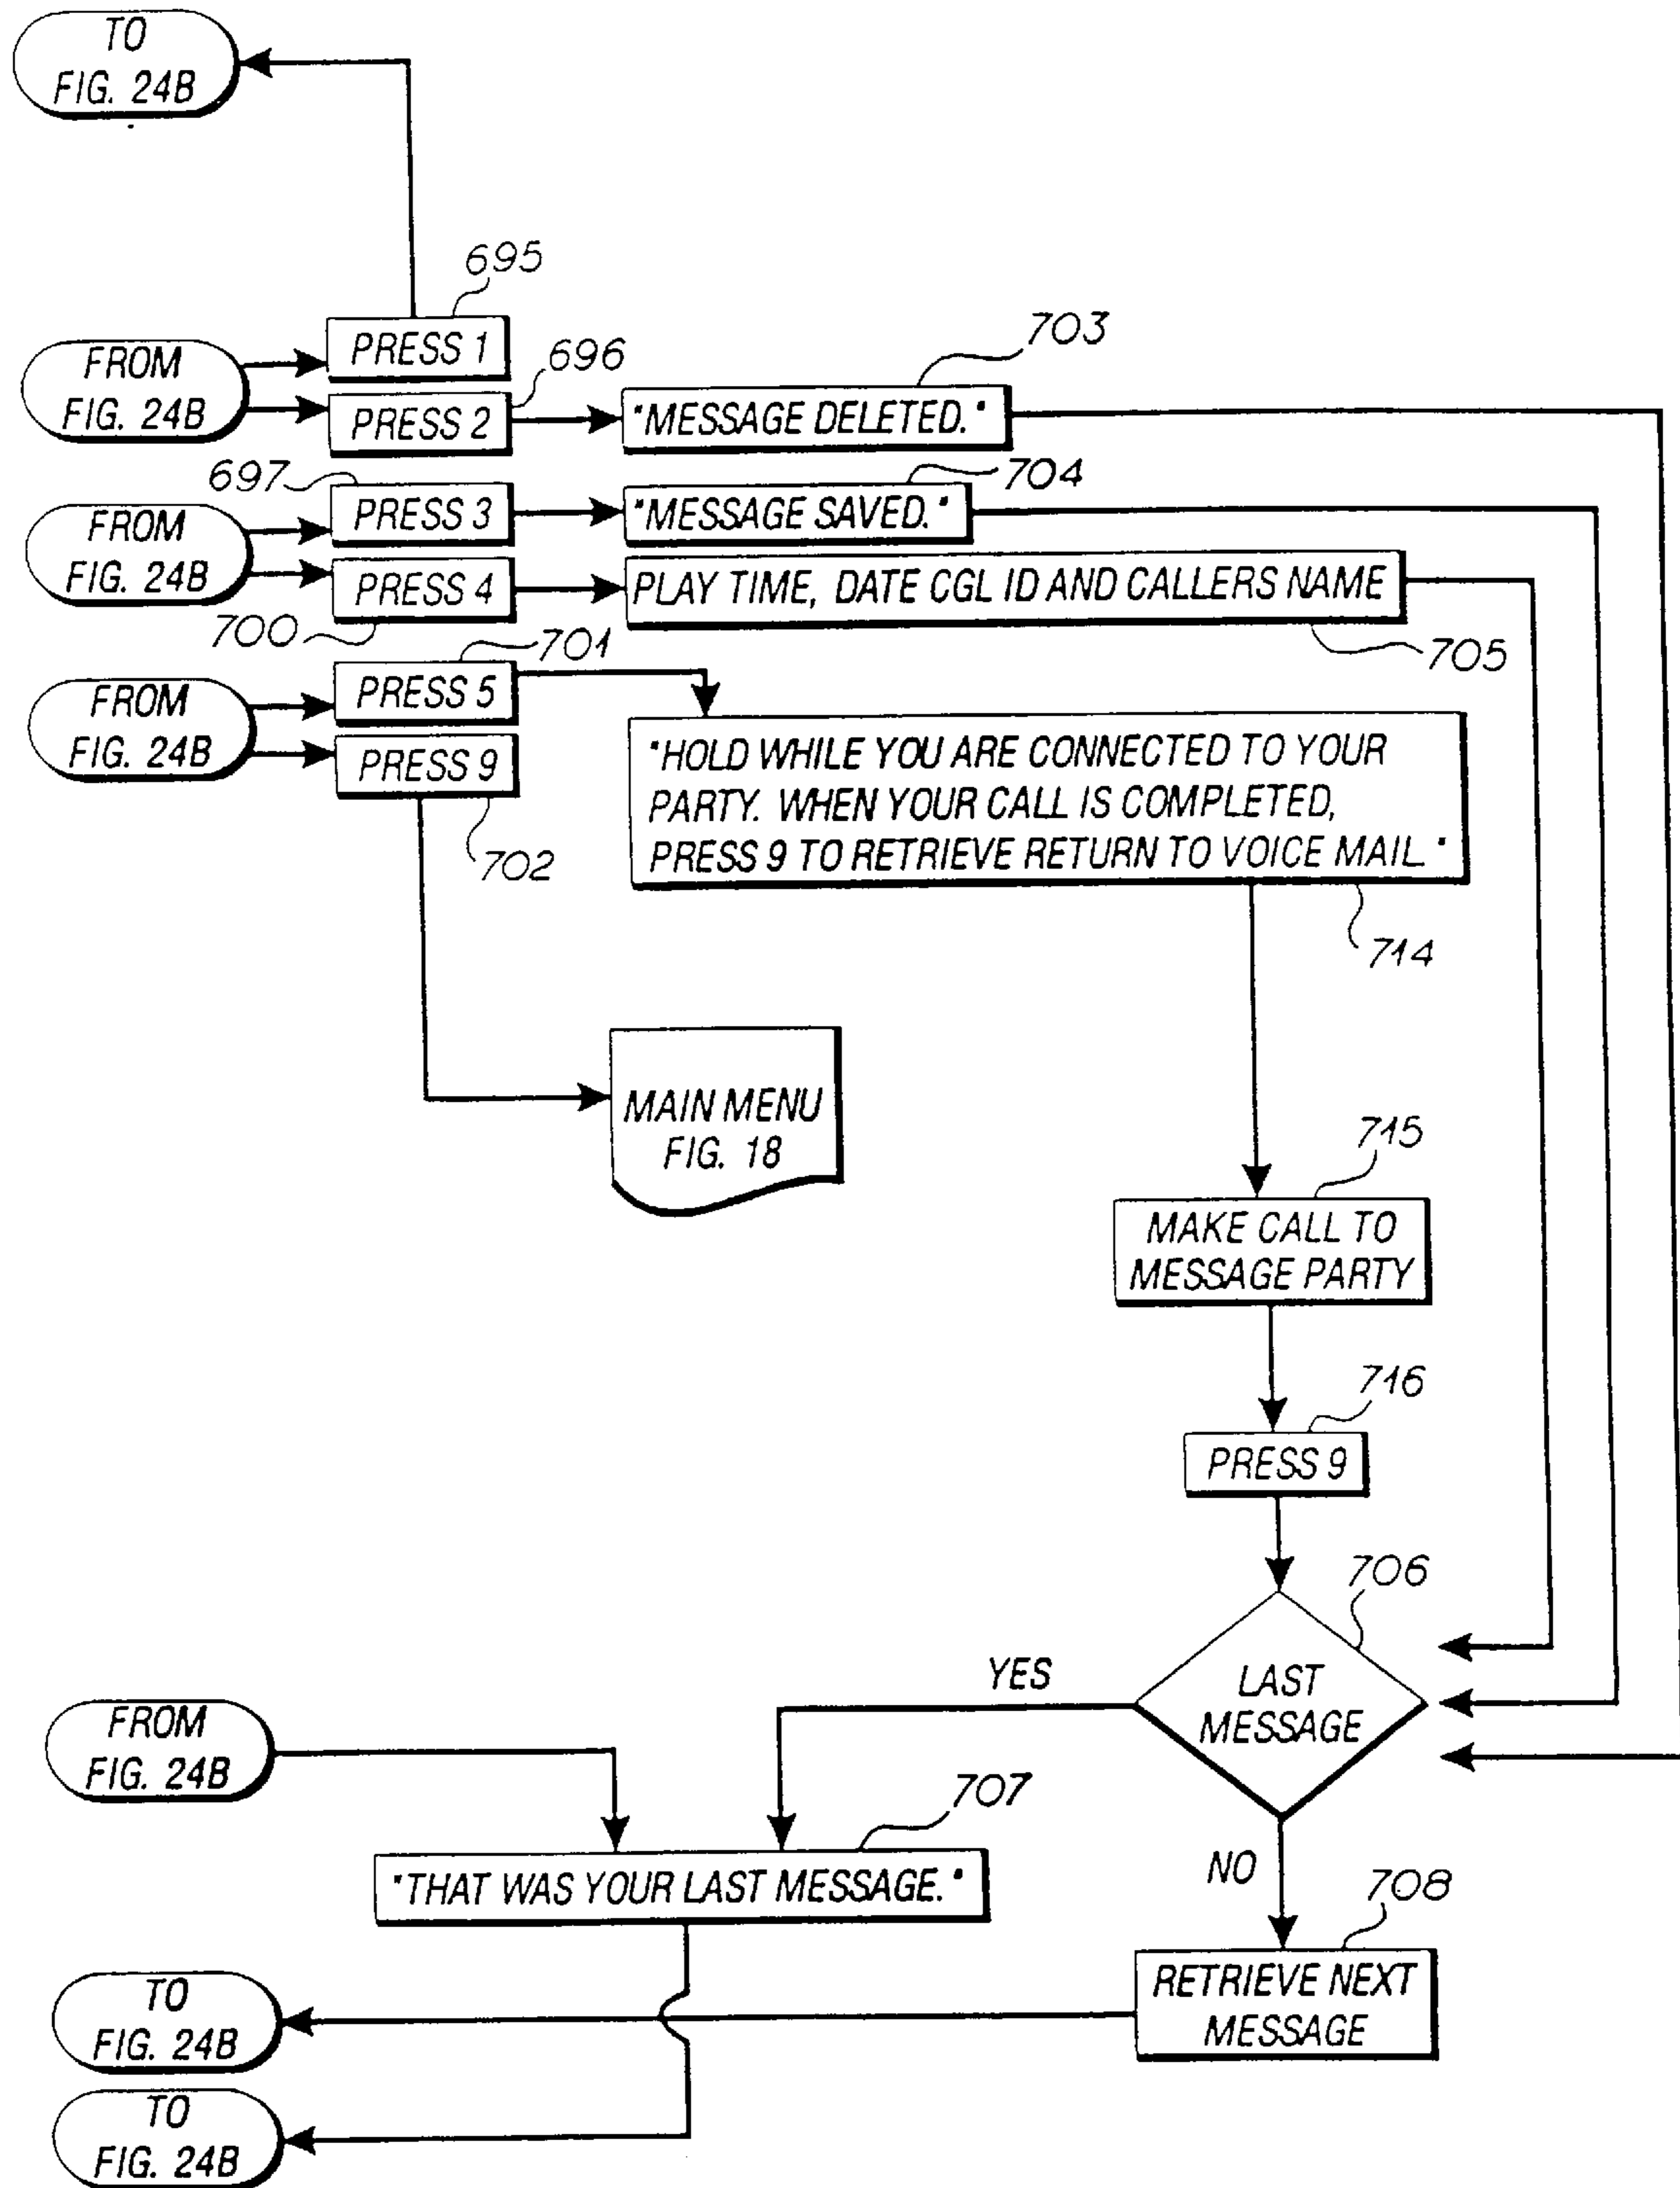 TO
FIG. 24B
695
PRESS 1
FROM
FIG. 24B
696
PRESS 2
703
"MESSAGE DELETED."
697
PRESS 3
704
"MESSAGE SAVED."
FROM
FIG. 24B
PRESS 4
700
PLAY TIME, DATE CGL ID AND CALLERS NAME
705
701
PRESS 5
FROM
FIG. 24B
PRESS 9
702
"HOLD WHILE YOU ARE CONNECTED TO YOUR
PARTY. WHEN YOUR CALL IS COMPLETED,
PRESS 9 TO RETRIEVE RETURN TO VOICE MAIL."
714
MAIN MENU
FIG. 18
715
MAKE CALL TO
MESSAGE PARTY
716
PRESS 9
706
LAST
MESSAGE
YES
FROM
FIG. 24B
707
"THAT WAS YOUR LAST MESSAGE."
NO
708
RETRIEVE NEXT
MESSAGE
TO
FIG. 24B
TO
FIG. 24B